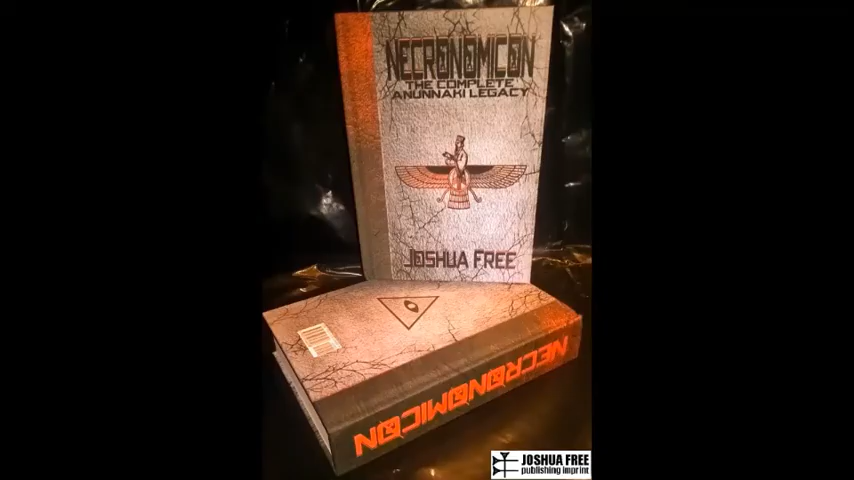 NECRONOMICON
THE COMPLETE
ANUNNAKI LEGACY
JOSHUA FREE
NECRONOMICON
JOSHUA FREE
publishing imprint